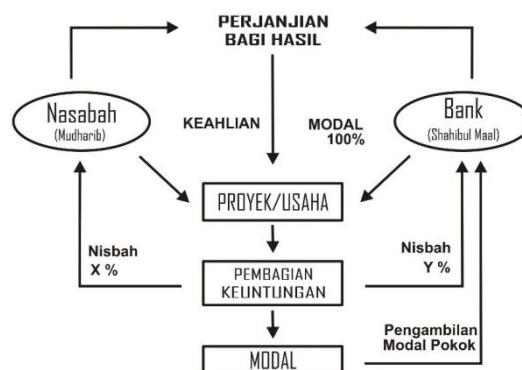 PERJANJIAN
BAGI HASIL
Nasabah
(Mudharib)
Bank
(Shahibul Maal)
KEAHLIAN
MODAL
100%
PROYEK/USAHA
Nisbah
X %
Nisbah
Y %
PEMBAGIAN
KEUNTUNGAN
Pengambilan
Modal Pokok
MODAL